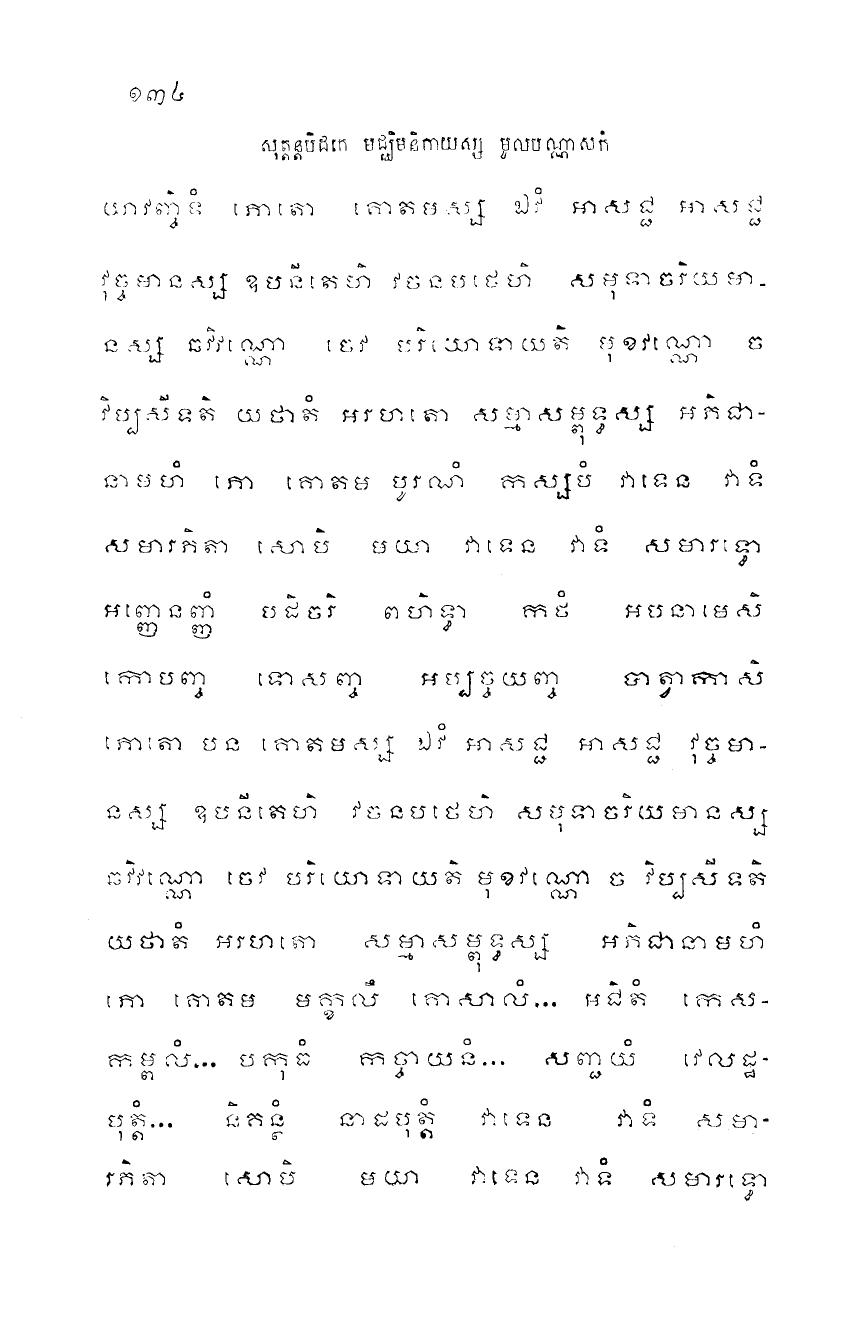 ១៣៤
សុត្តន្តបិដកេ មជ្ឈិមនិកាយស្ស មូលបណ្ណាសកំ
យាវញ្ចិទំ ភោតោ គោតមស្ស ឯវំ អាសជ្ជ អាសជ្ជ
វុច្ចមានស្ស ឧបនីតេហិ វចនបថេហិ សមុទាចរិយមា-
នស្ស ឆវិវណ្ណោ ចេវ បរិយោទាយតិ មុខវណ្ណោ ច
វិប្បសីទតិ យថាតំ អរហតោ សម្មាសម្ពុទ្ធស្ស អភិជា-
នាមហំ ភោ គោតម បូរណំ កស្សបំ វាទេន វាទំ
សមារភិតា សោបិ មយា វាទេន វាទំ សមារទ្ធោ
អញ្ញេនញ្ញំ បដិចរិ ពហិទ្ធា កថំ អបនាមេសិ
កោបញ្ច ទោសញ្ច អប្បច្ចយញ្ច បាត្វាកាសិ
ភោតោ បន គោតមស្ស ឯវំ អាសជ្ជ អាសជ្ជ វុច្ចមា-
នស្ស ឧបនីតេហិ វចនបថេហិ សមុទាចរិយមានស្ស
ឆវិវណ្ណោ ចេវ បរិយោទាយតិ មុខវណ្ណោ ច វិប្បសីទតិ
យថាតំ អរហតោ សម្មាសម្ពុទ្ធស្ស អភិជានាមហំ
ភោ គោតម មក្ខលឹ គោសាលំ... អជិតំ កេស-
កម្ពលំ... បកុធំ កច្ចាយនំ... សញ្ជយំ វេលដ្ឋ-
បុត្តំ... និគន្ថំ នាដបុត្តំ វាទេន វាទំ សមា-
រភិតា សោបិ មយា វាទេន វាទំ សមារទ្ធោ